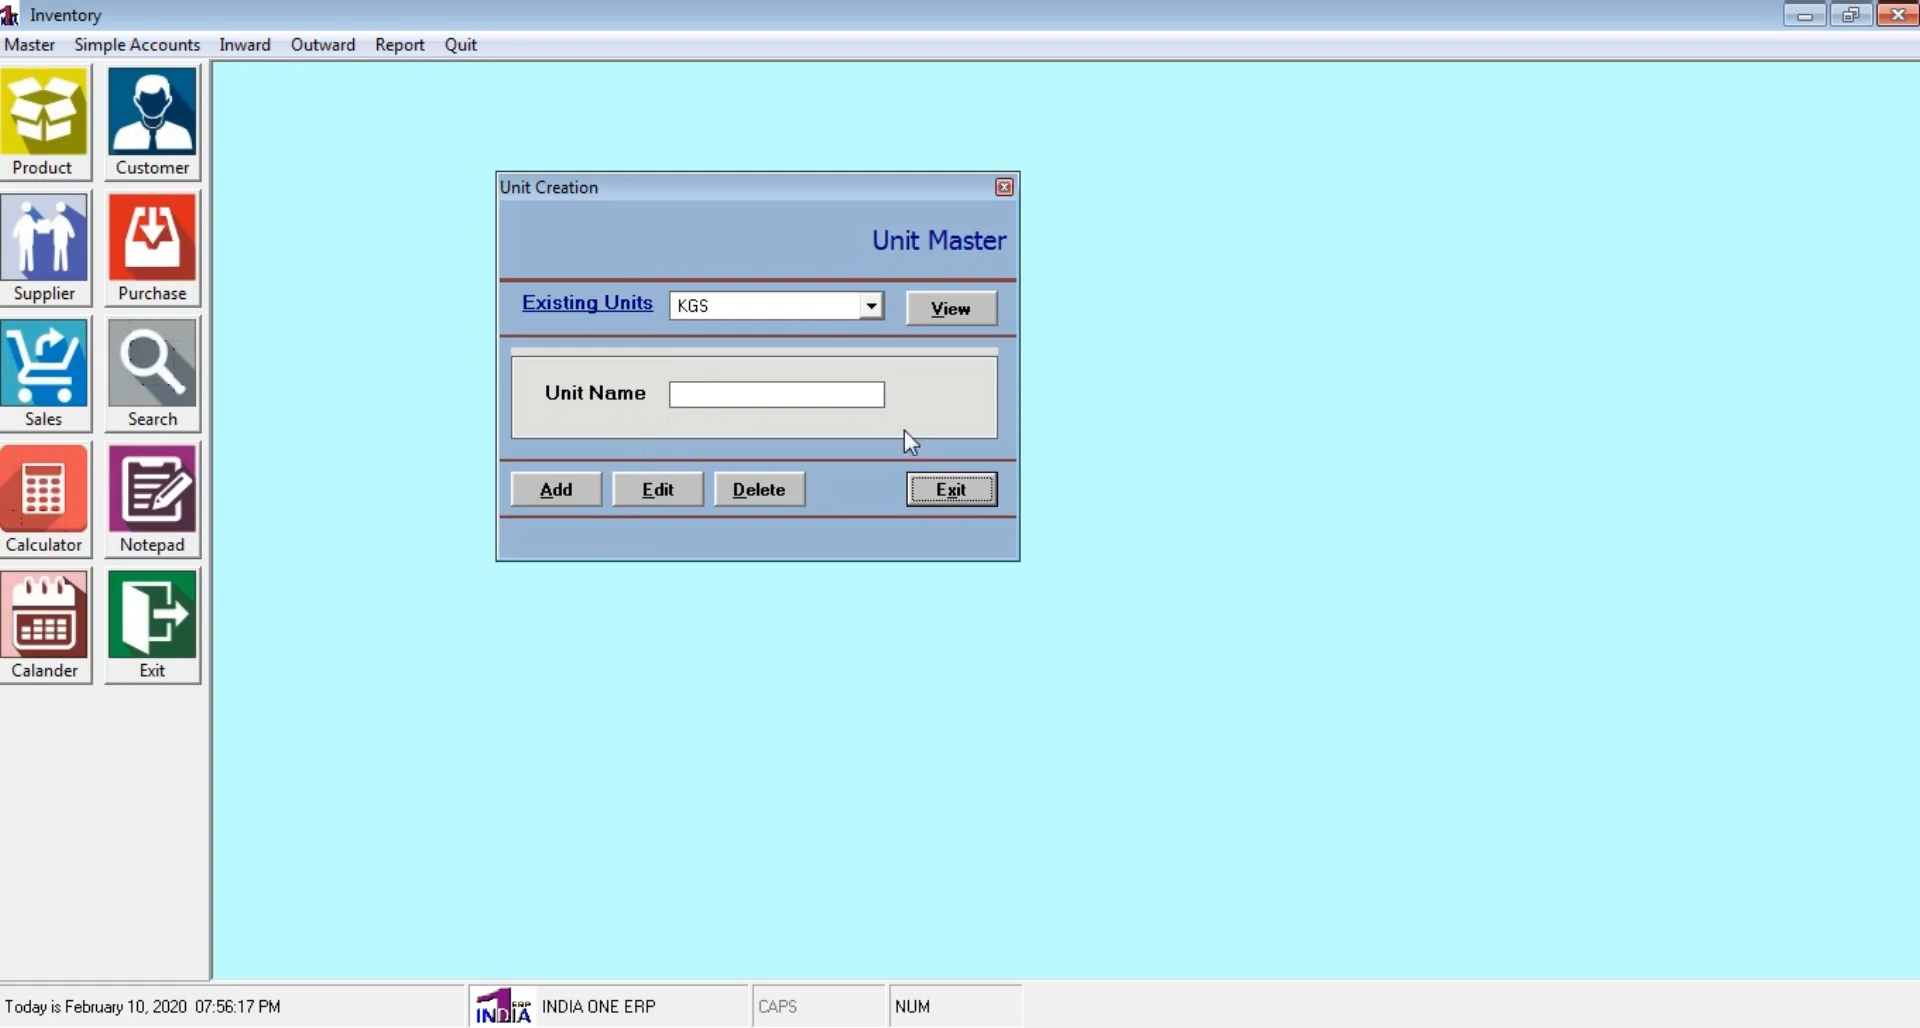 Inventory
Master Simple Accounts Inward Outward Report Quit
Product Customer
Supplier Purchase
Sales Search
Calculator Notepad
Calander Exit
Unit Creation
Unit Master
Existing Units KGS View
Unit Name
Add Edit Delete Exit
Today is February 10, 2020 07:56:17 PM
ERP
INDIA
INDIA ONE ERP
CAPS
NUM